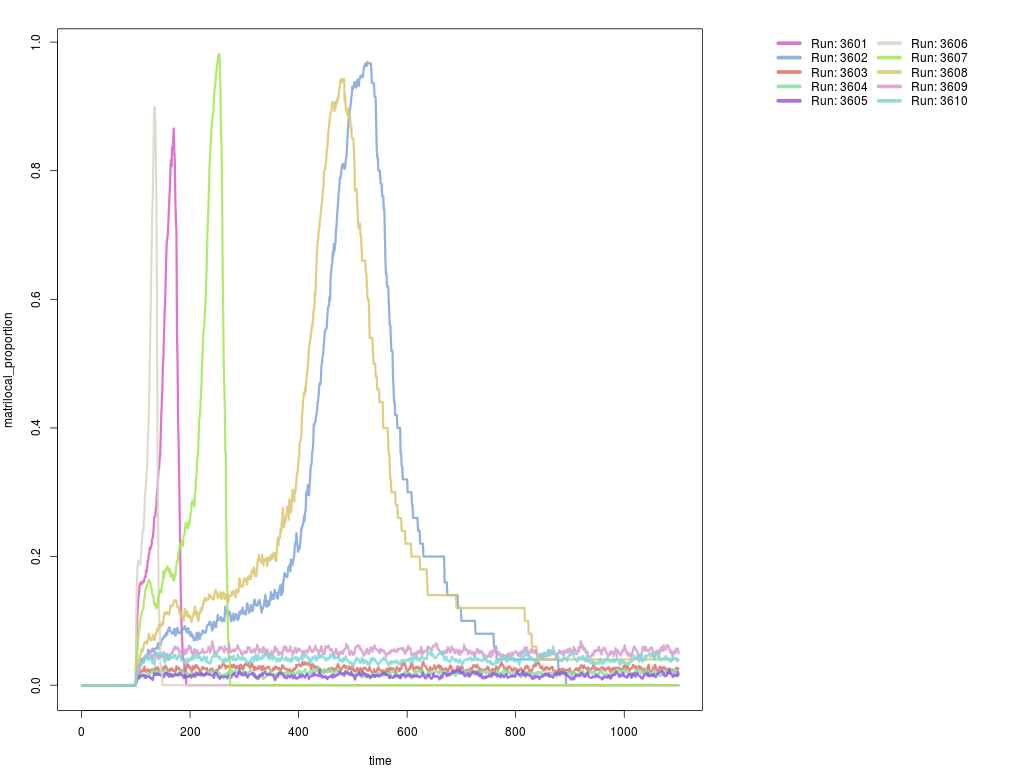 matrilocal_proportion
1.0
0.8
0.6
0.4
0.2
0.0
0 200 400 600 800 1000
time
Run: 3601 Run: 3606
Run: 3602 Run: 3607
Run: 3603 Run: 3608
Run: 3604 Run: 3609
Run: 3605 Run: 3610